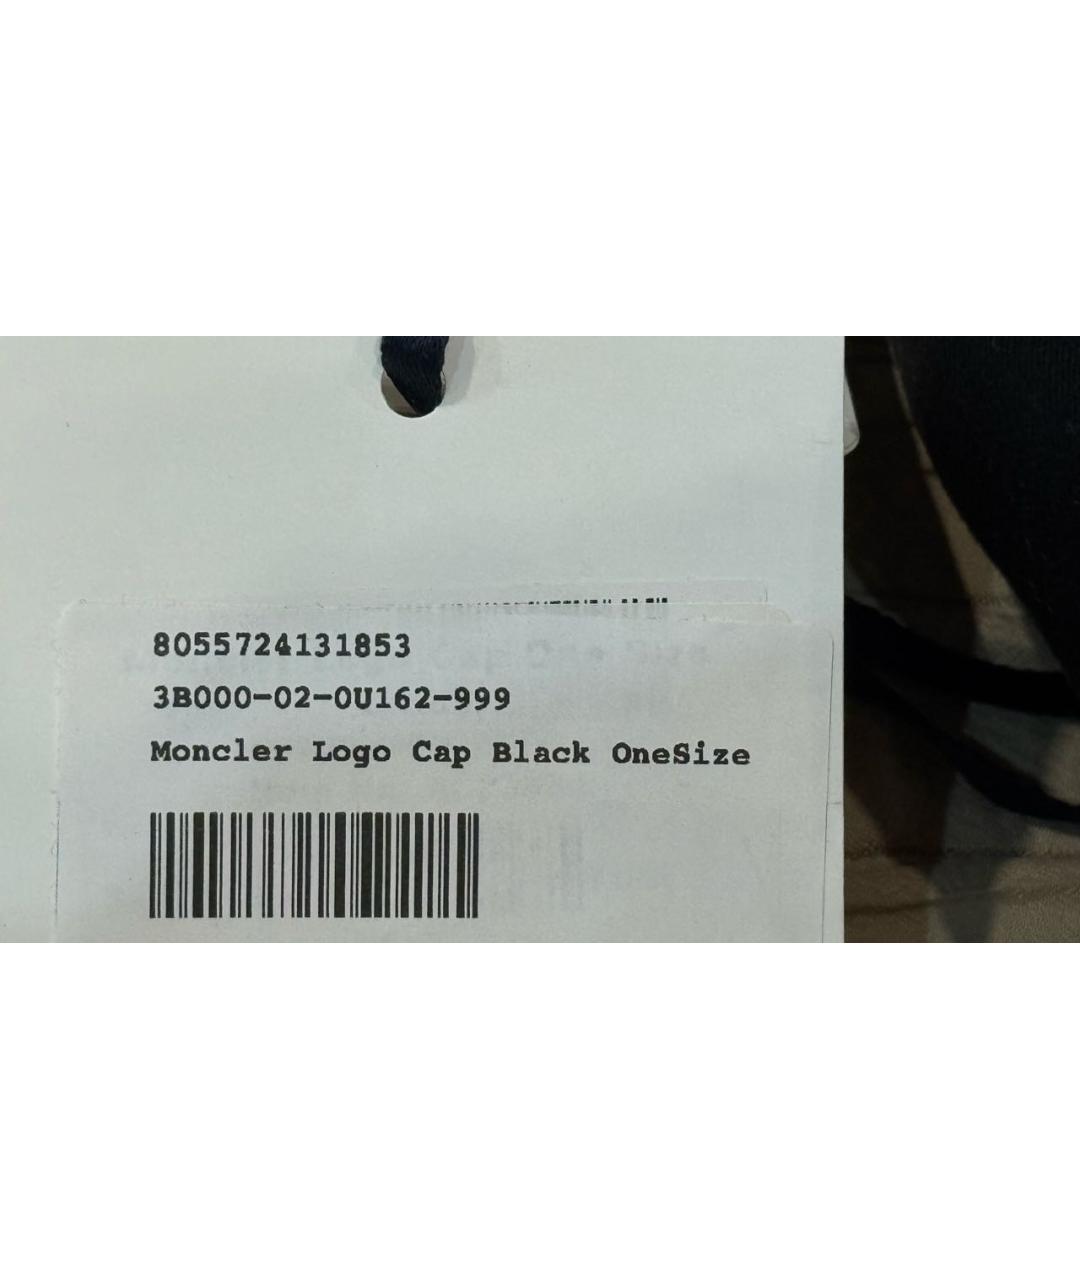 8055724131853
3B000-02-0U162-999
Moncler Logo Cap Black OneSize